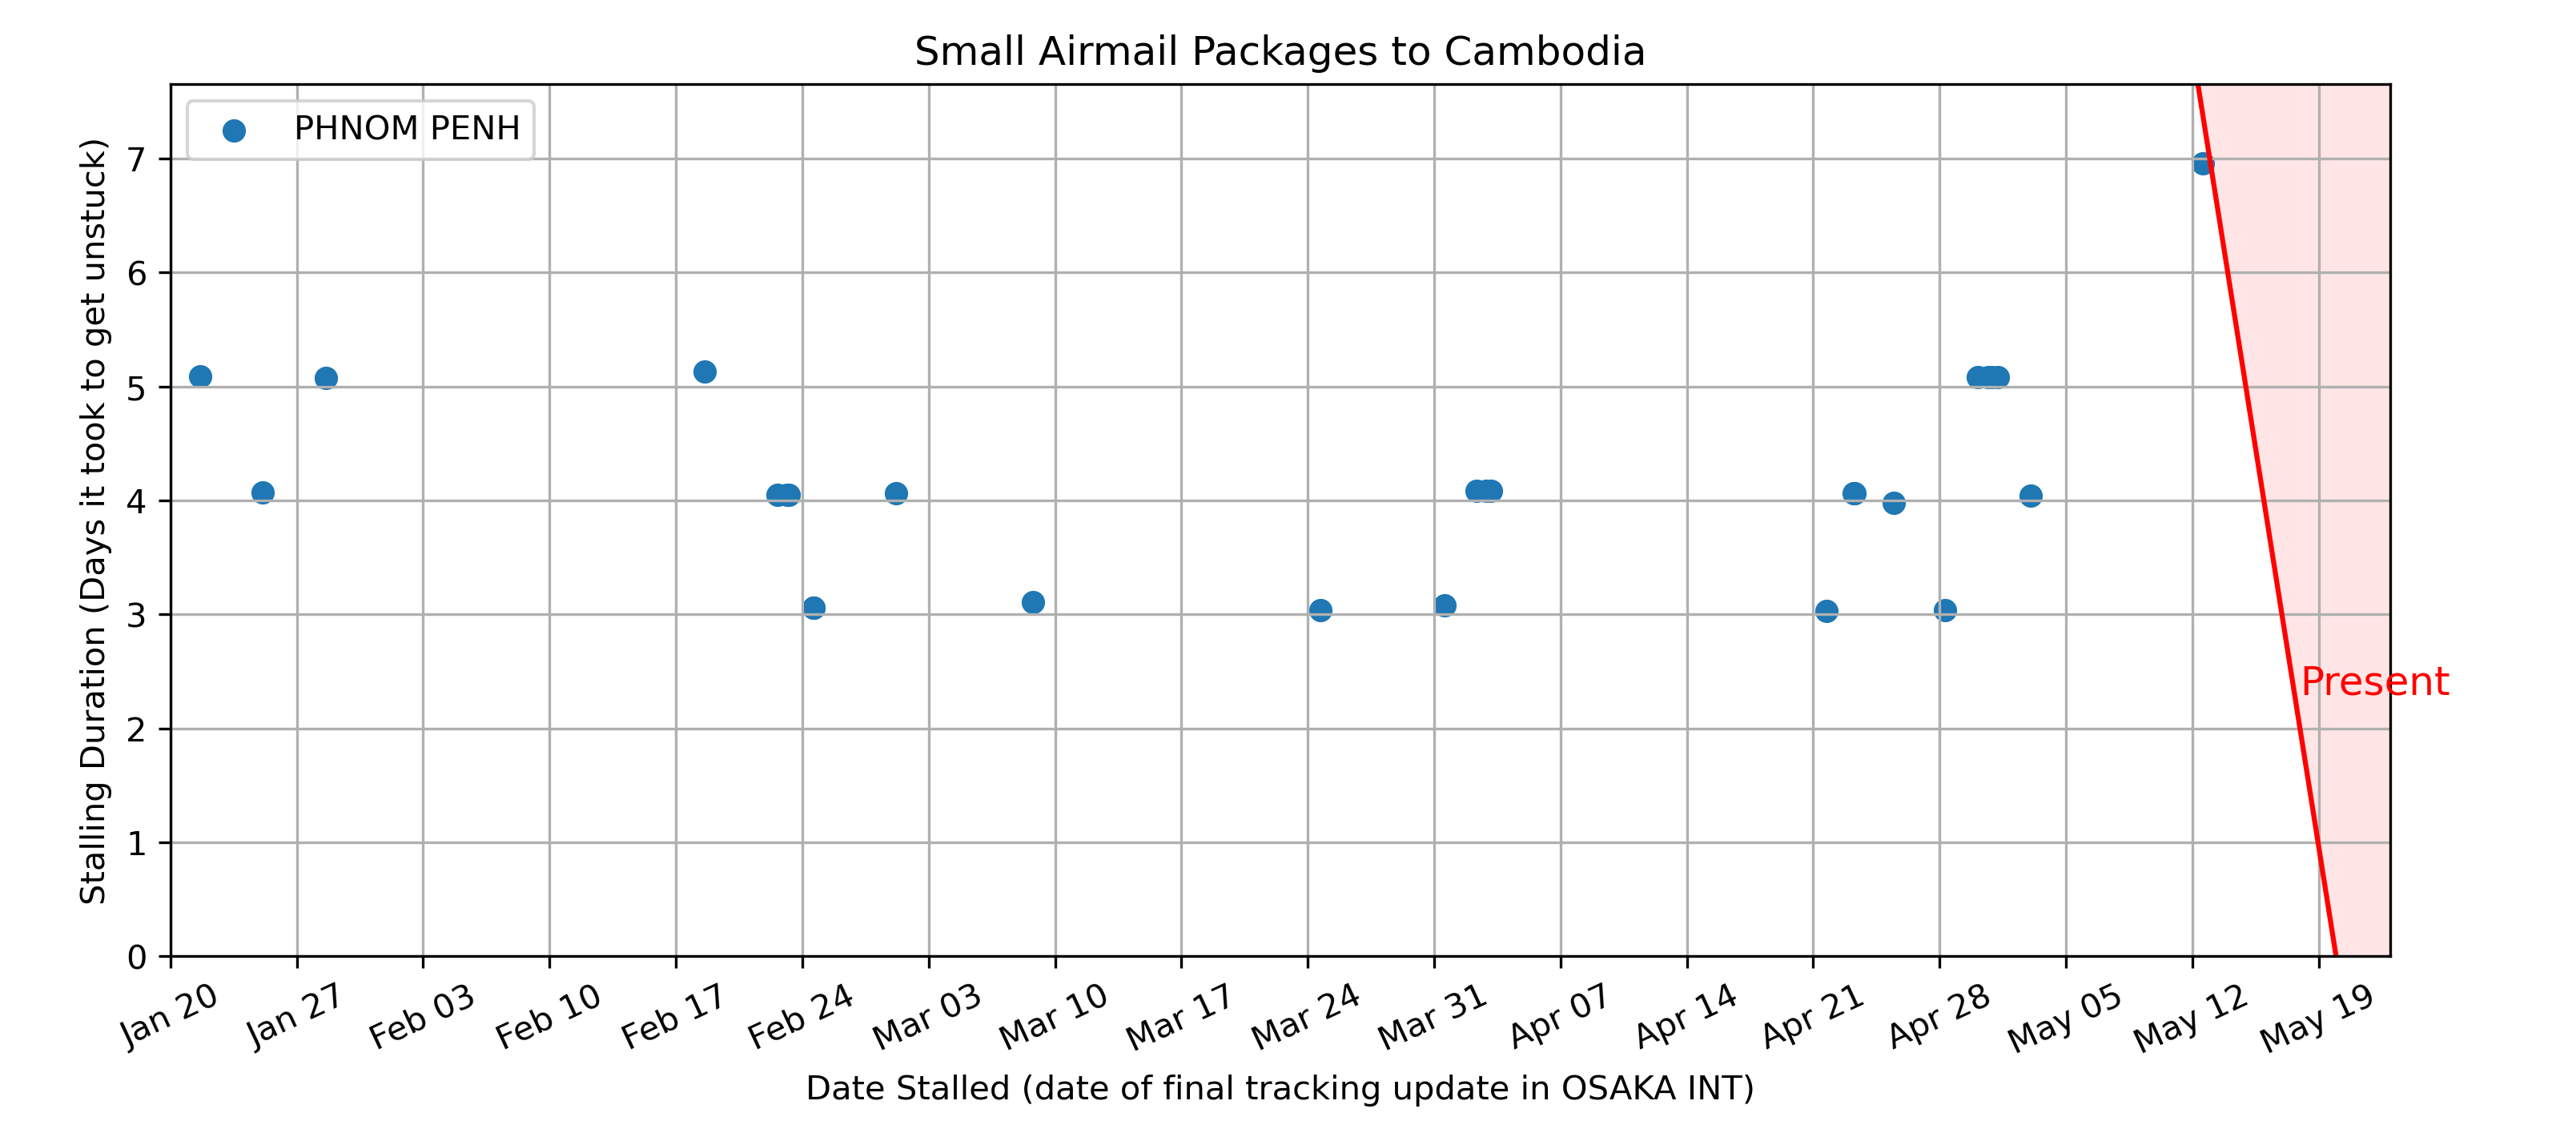 Small Airmail Packages to Cambodia
PHNOM PENH
Stalling Duration (Days it took to get unstuck)
7
6
5
4
3
2
1
0
Present
Jan 20 Jan 27 Feb 03 Feb 10 Feb 17 Feb 24 Mar 03 Mar 10 Mar 17 Mar 24 Mar 31 Apr 07 Apr 14 Apr 21 Apr 28 May 05 May 12 May 19
Date Stalled (date of final tracking update in OSAKA INT)